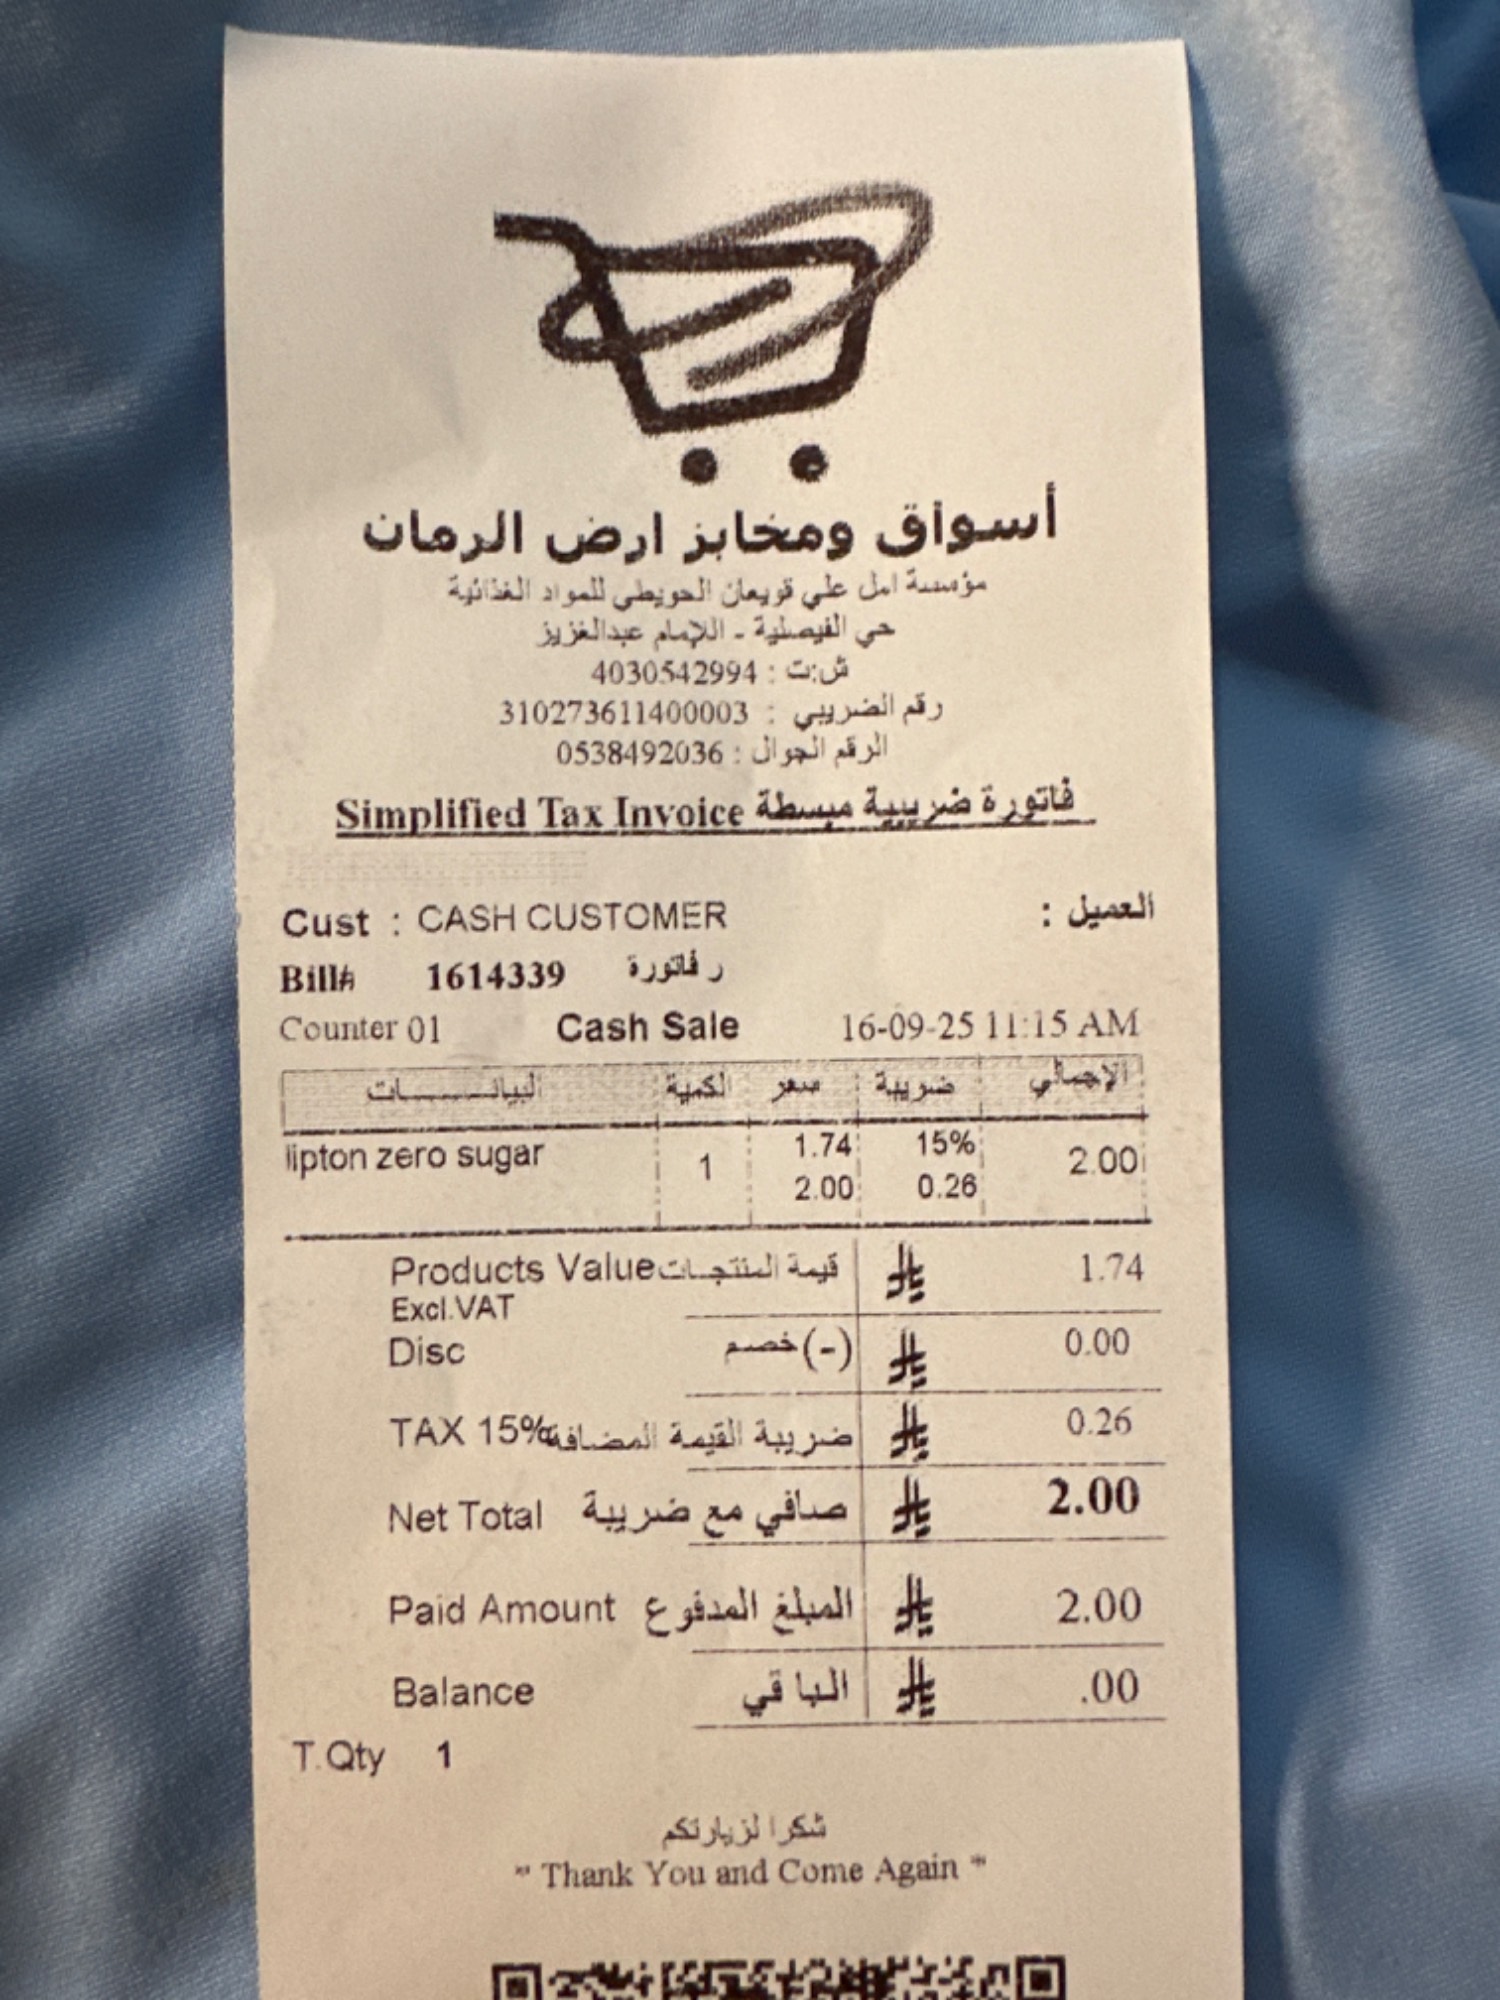 أسواق ومخابز ارض الرمان
مؤسسة امل علي قويعان الحويطي للمواد الغذائية
حي الفيصلية - اللإمام عبدالغزيز
ش:ت : 4030542994
رقم الضريبي : 310273611400003
الرقم الجوال : 0538492036
Simplified Tax Invoice فاتورة ضريبية مبسطة
Cust : CASH CUSTOMER العميل :
Bill# 1614339 ر فاتورة
Counter 01 Cash Sale 16-09-25 11:15 AM
البيانـــــــات الكمية سعر ضريبة الإجمالي
lipton zero sugar 1 1.74 15% 2.00
2.00 0.26
Products Value قيمة المنتجـات 1.74
Excl.VAT
Disc (-) خصم 0.00
TAX 15% ضريبة القيمة المضافة 0.26
Net Total صافي مع ضريبة 2.00
Paid Amount المبلغ المدفوع 2.00
Balance الباقي .00
T.Qty 1
شكرا لزيارتكم
" Thank You and Come Again "